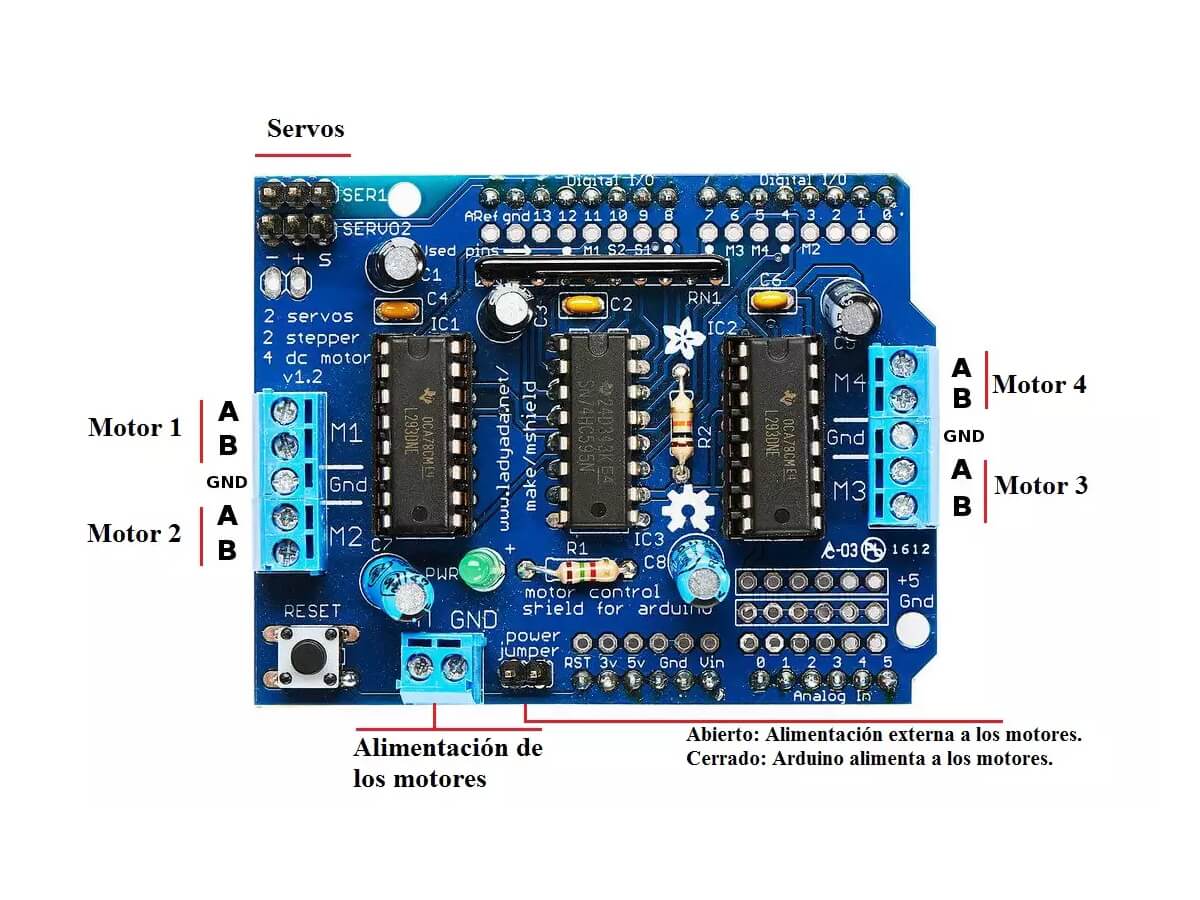 Servos
SER1
SERVO2
- + S
Digital I/O
Digital I/O
ARef gnd 13 12 11 10 9 8
7 6 5 4 3 2 1 0
Used pins
M1 S2 S1
M3 M4 M2
C1
C4
C3
C2
RN1
C6
C5
2 servos
2 stepper
4 dc motor
v1.2
IC1
IC2
OCA78CM E4
L293DNE
www.ladyada.net/
make/mshield
SN74HC595N
OCA78CM E4
L293DNE
R2
Motor 1
A
B
M1
GND
Gnd
Motor 2
A
B
M2
M4
A
B
Motor 4
Gnd
GND
M3
A
B
Motor 3
C7
PWR
+
R1
IC3
C8
motor control
shield for arduino
-03
1612
+5
Gnd
RESET
GND
power
jumper
RST 3v 5v Gnd Vin
0 1 2 3 4 5
Analog In
Alimentación de
los motores
Abierto: Alimentación externa a los motores.
Cerrado: Arduino alimenta a los motores.